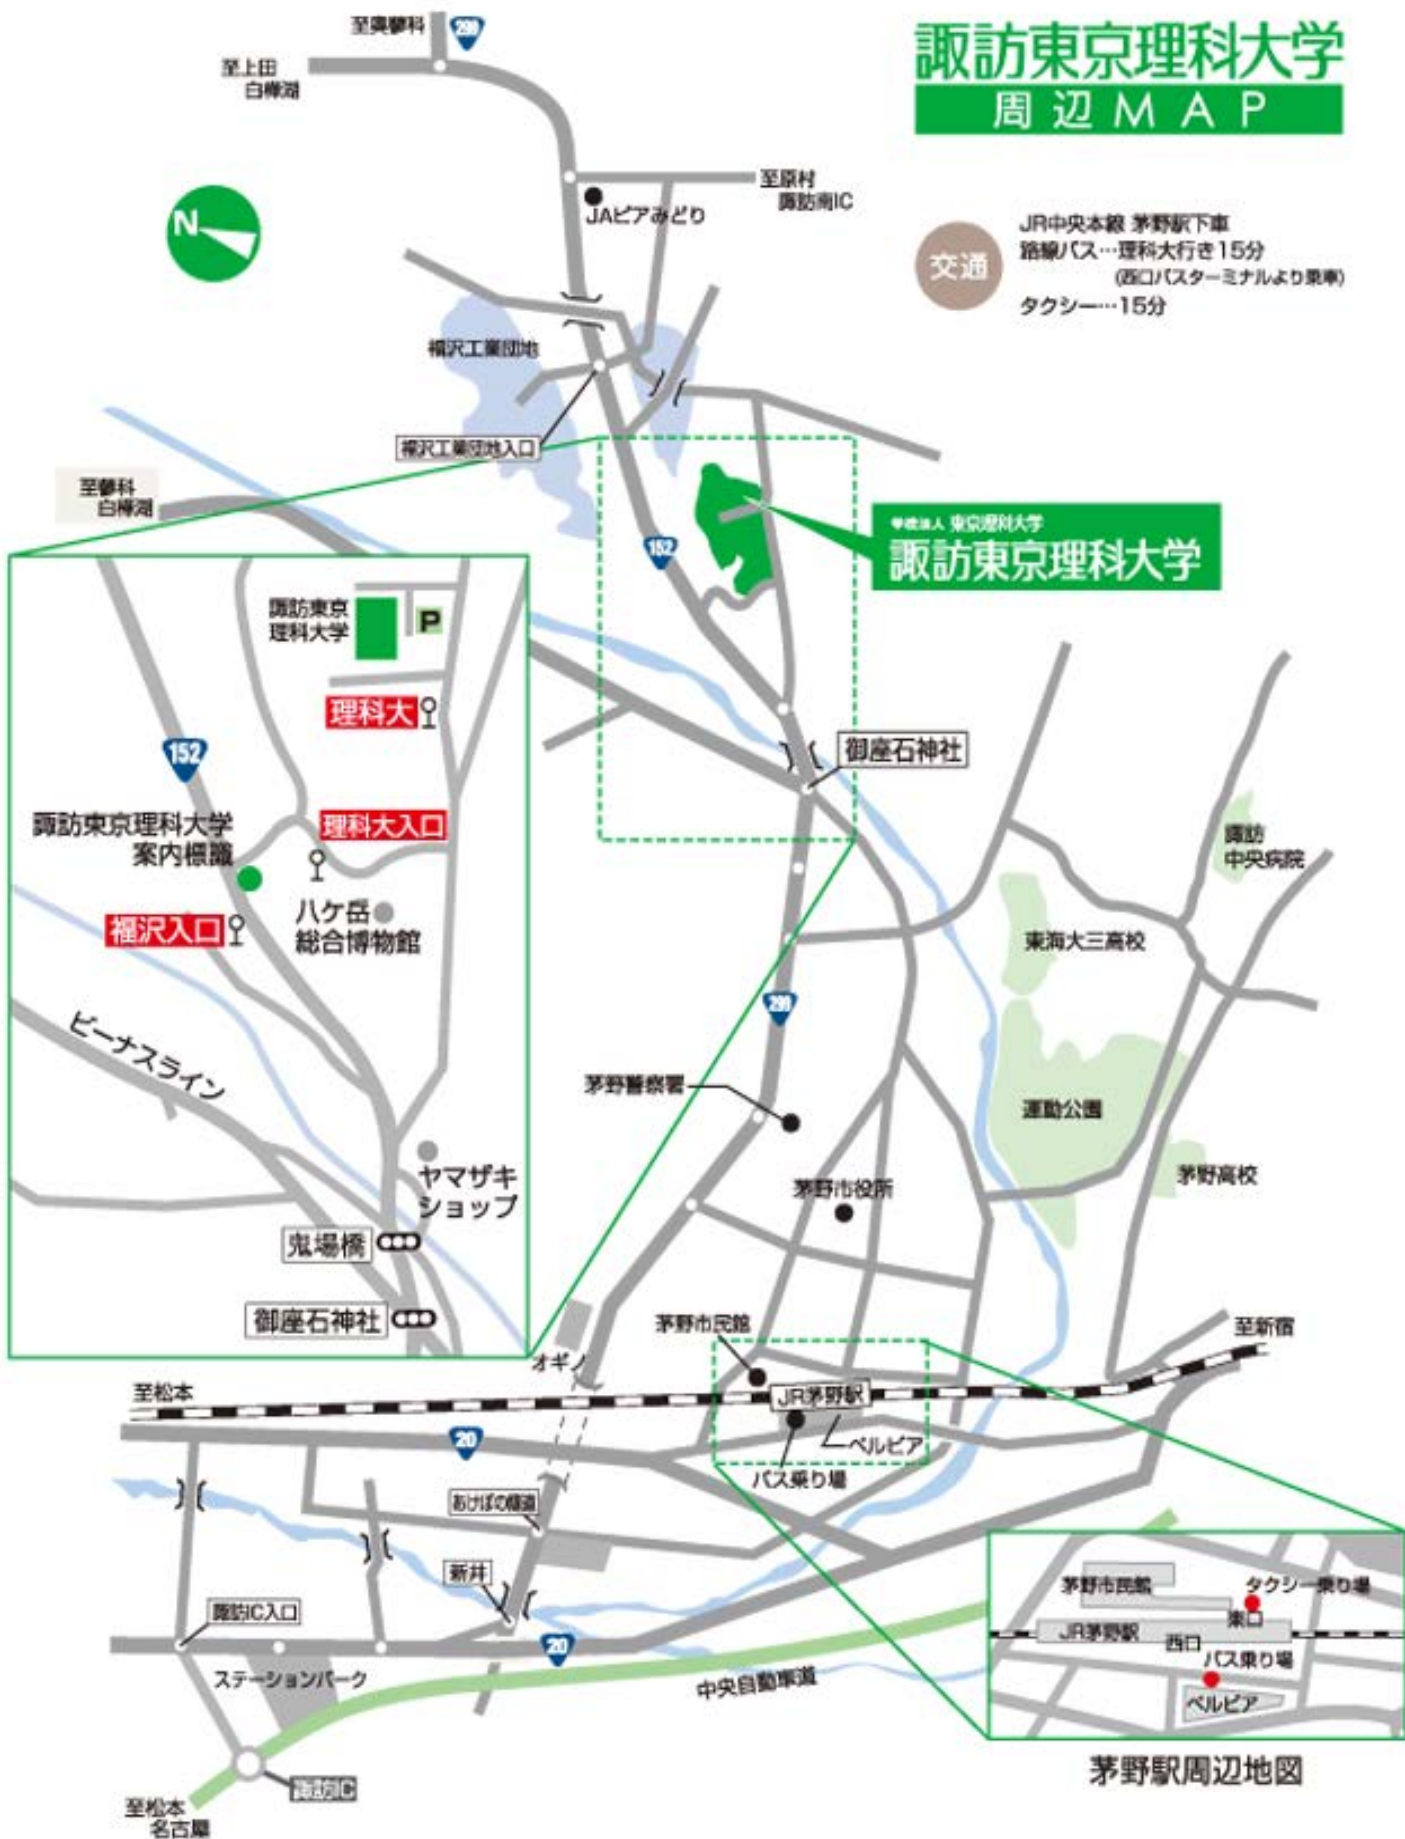 至奥蓼科
299
至上田
白樺湖
諏訪東京理科大学
周辺MAP
N
至原村
諏訪南IC
JAピアみどり
交通
JR中央本線 茅野駅下車
路線バス…理科大行き15分
(西口バスターミナルより乗車)
タクシー…15分
福沢工業団地
福沢工業団地入口
至蓼科
白樺湖
152
学校法人 東京理科大学
諏訪東京理科大学
諏訪東京
理科大学
P
理科大
152
諏訪東京理科大学
案内標識
理科大入口
福沢入口
八ケ岳
総合博物館
ビーナスライン
ヤマザキ
ショップ
鬼場橋
御座石神社
御座石神社
諏訪
中央病院
東海大三高校
299
茅野警察署
運動公園
茅野市役所
茅野高校
茅野市民館
至新宿
オギノ
至松本
JR茅野駅
20
ベルビア
バス乗り場
あけぼの隧道
新井
諏訪IC入口
20
ステーションパーク
中央自動車道
諏訪IC
至松本
名古屋
茅野市民館
タクシー乗り場
東口
JR茅野駅
西口
バス乗り場
ベルビア
茅野駅周辺地図